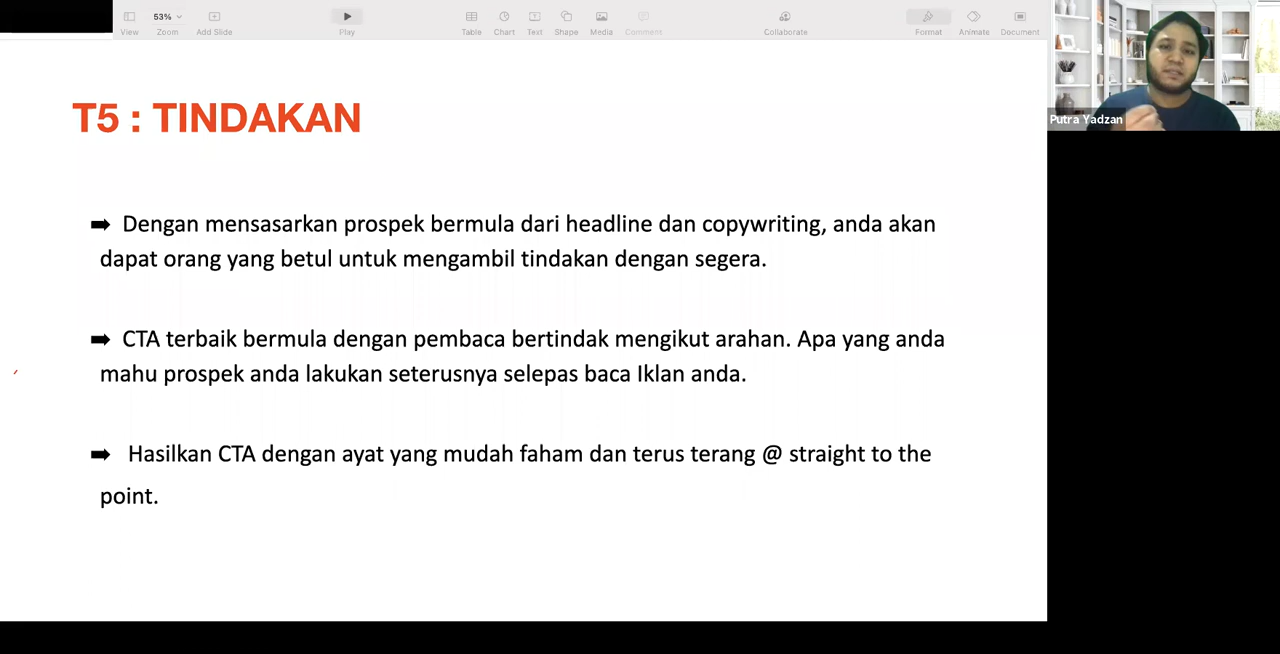 53%
View Zoom Add Slide Play Table Chart Text Shape Media Comment Collaborate Format Animate Document
Putra Yadzan
T5 : TINDAKAN
➡ Dengan mensasarkan prospek bermula dari headline dan copywriting, anda akan
dapat orang yang betul untuk mengambil tindakan dengan segera.
➡ CTA terbaik bermula dengan pembaca bertindak mengikut arahan. Apa yang anda
mahu prospek anda lakukan seterusnya selepas baca Iklan anda.
➡ Hasilkan CTA dengan ayat yang mudah faham dan terus terang @ straight to the
point.